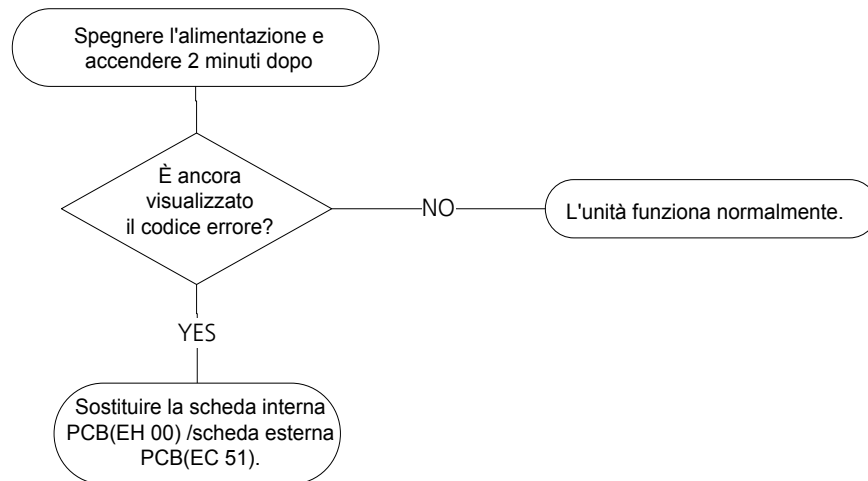 Spegnere l'alimentazione e
accendere 2 minuti dopo
È ancora
visualizzato
il codice errore?
NO
L'unità funziona normalmente.
YES
Sostituire la scheda interna
PCB(EH 00) /scheda esterna
PCB(EC 51).